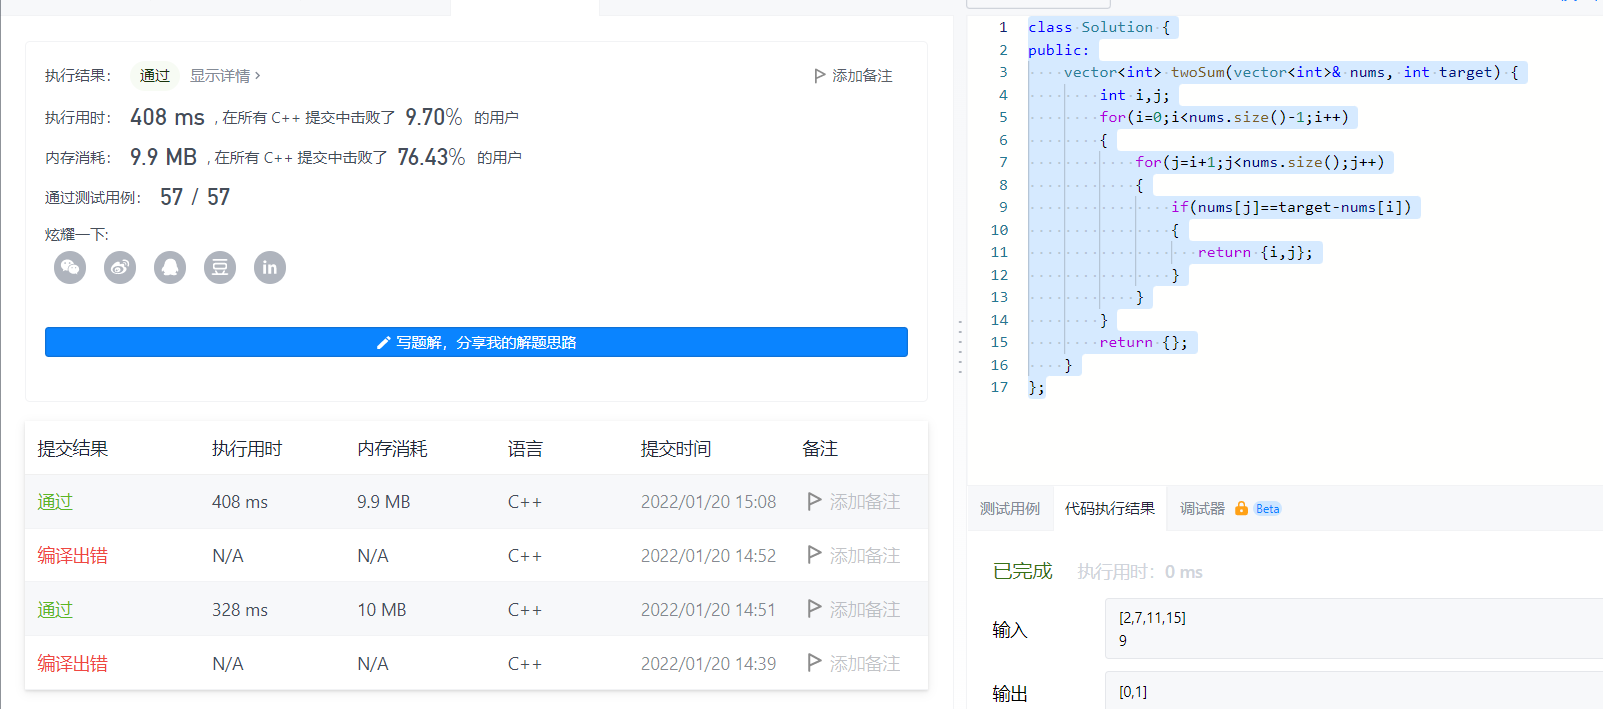 执行结果： 通过 显示详情 › 添加备注
执行用时： 408 ms , 在所有 C++ 提交中击败了 9.70% 的用户
内存消耗： 9.9 MB , 在所有 C++ 提交中击败了 76.43% 的用户
通过测试用例： 57 / 57
炫耀一下:
豆 in
写题解，分享我的解题思路
提交结果 执行用时 内存消耗 语言 提交时间 备注
通过 408 ms 9.9 MB C++ 2022/01/20 15:08 添加备注
编译出错 N/A N/A C++ 2022/01/20 14:52 添加备注
通过 328 ms 10 MB C++ 2022/01/20 14:51 添加备注
编译出错 N/A N/A C++ 2022/01/20 14:39 添加备注
1 class Solution {
2 public:
3 vector<int> twoSum(vector<int>& nums, int target) {
4 int i,j;
5 for(i=0;i<nums.size()-1;i++)
6 {
7 for(j=i+1;j<nums.size();j++)
8 {
9 if(nums[j]==target-nums[i])
10 {
11 return {i,j};
12 }
13 }
14 }
15 return {};
16 }
17 };
测试用例 代码执行结果 调试器 Beta
已完成 执行用时：0 ms
输入
[2,7,11,15]
9
输出
[0,1]